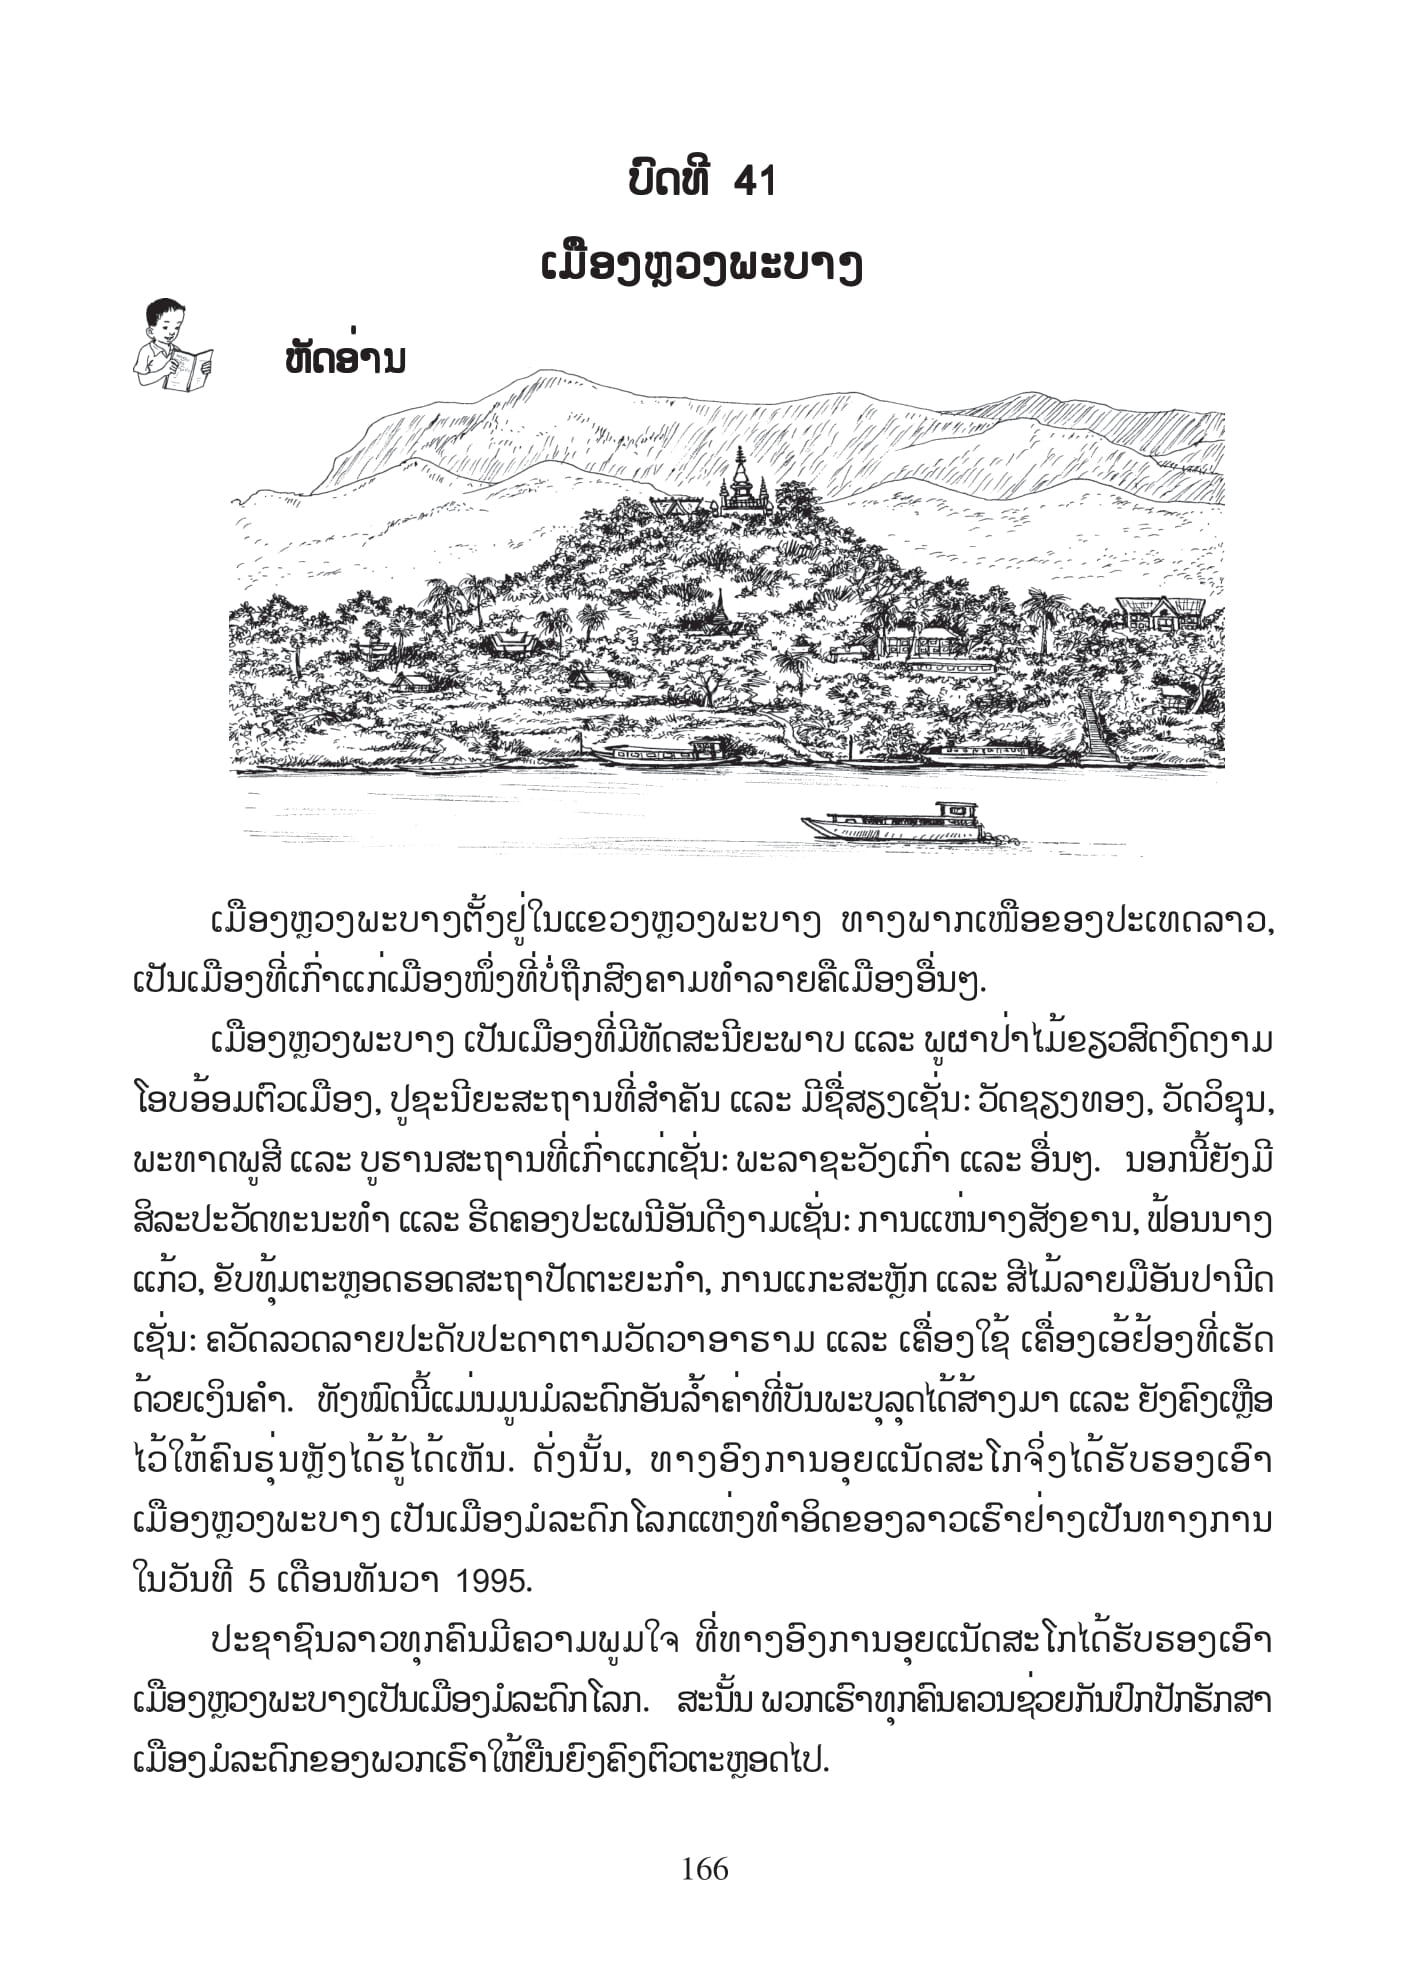 ບົດທີ 41
ເມືອງຫຼວງພະບາງ
ຫັດອ່ານ
ເມືອງຫຼວງພະບາງຕັ້ງຢູ່ໃນແຂວງຫຼວງພະບາງ ທາງພາກເໜືອຂອງປະເທດລາວ,
ເປັນເມືອງທີ່ເກົ່າແກ່ເມືອງໜຶ່ງທີ່ບໍ່ຖືກສົງຄາມທຳລາຍຄືເມືອງອື່ນໆ.
ເມືອງຫຼວງພະບາງ ເປັນເມືອງທີ່ມີທັດສະນີຍະພາບ ແລະ ພູຜາປ່າໄມ້ຂຽວສົດງົດງາມ
ໂອບອ້ອມຕົວເມືອງ, ປູຊະນີຍະສະຖານທີ່ສຳຄັນ ແລະ ມີຊື່ສຽງເຊັ່ນ: ວັດຊຽງທອງ, ວັດວິຊຸນ,
ພະທາດພູສີ ແລະ ບູຮານສະຖານທີ່ເກົ່າແກ່ເຊັ່ນ: ພະລາຊະວັງເກົ່າ ແລະ ອື່ນໆ. ນອກນີ້ຍັງມີ
ສິລະປະວັດທະນະທຳ ແລະ ຮີດຄອງປະເພນີອັນດີງາມເຊັ່ນ: ການແຫ່ນາງສັງຂານ, ຟ້ອນນາງ
ແກ້ວ, ຂັບທຸ້ມຕະຫຼອດຮອດສະຖາປັດຕະຍະກຳ, ການແກະສະຫຼັກ ແລະ ສີໄມ້ລາຍມືອັນປານີດ
ເຊັ່ນ: ຄວັດລວດລາຍປະດັບປະດາຕາມວັດວາອາຮາມ ແລະ ເຄື່ອງໃຊ້ ເຄື່ອງເອ້ຢ້ອງທີ່ເຮັດ
ດ້ວຍເງິນຄຳ. ທັງໝົດນີ້ແມ່ນມູນມໍລະດົກອັນລ້ຳຄ່າທີ່ບັນພະບຸລຸດໄດ້ສ້າງມາ ແລະ ຍັງຄົງເຫຼືອ
ໄວ້ໃຫ້ຄົນຮຸ່ນຫຼັງໄດ້ຮູ້ໄດ້ເຫັນ. ດັ່ງນັ້ນ, ທາງອົງການອຸຍແນັດສະໂກຈຶ່ງໄດ້ຮັບຮອງເອົາ
ເມືອງຫຼວງພະບາງ ເປັນເມືອງມໍລະດົກໂລກແຫ່ງທຳອິດຂອງລາວເຮົາຢ່າງເປັນທາງການ
ໃນວັນທີ 5 ເດືອນທັນວາ 1995.
ປະຊາຊົນລາວທຸກຄົນມີຄວາມພູມໃຈ ທີ່ທາງອົງການອຸຍແນັດສະໂກໄດ້ຮັບຮອງເອົາ
ເມືອງຫຼວງພະບາງເປັນເມືອງມໍລະດົກໂລກ. ສະນັ້ນ ພວກເຮົາທຸກຄົນຄວນຊ່ວຍກັນປົກປັກຮັກສາ
ເມືອງມໍລະດົກຂອງພວກເຮົາໃຫ້ຍືນຍົງຄົງຕົວຕະຫຼອດໄປ.
166